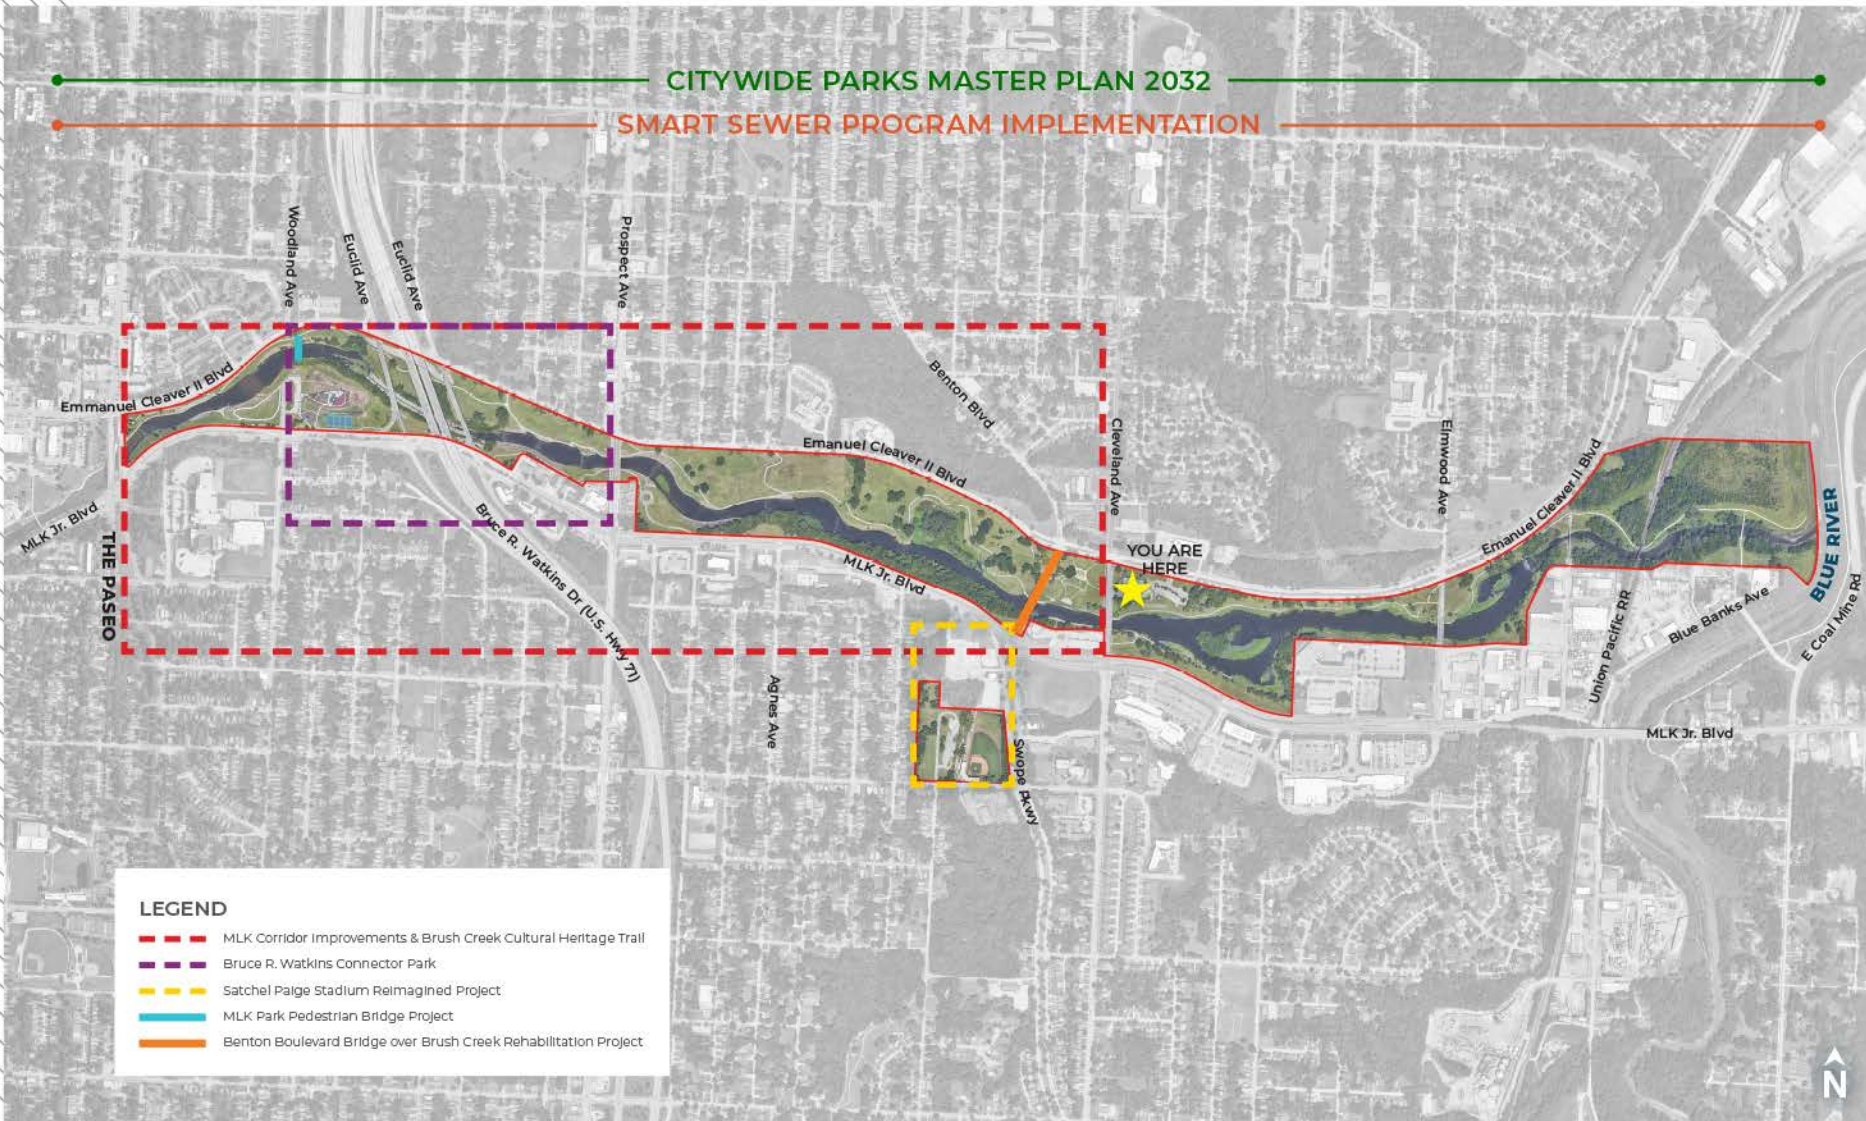 CITYWIDE PARKS MASTER PLAN 2032
SMART SEWER PROGRAM IMPLEMENTATION
Woodland Ave
Euclid Ave
Euclid Ave
Prospect Ave
Emmanuel Cleaver II Blvd
Benton Blvd
Emanuel Cleaver II Blvd
Cleveland Ave
Elmwood Ave
Emanuel Cleaver II Blvd
BLUE RIVER
MLK Jr. Blvd
THE PASEO
Bruce R. Watkins Dr (U.S. Hwy 71)
MLK Jr. Blvd
YOU ARE
HERE
Union Pacific RR
Blue Banks Ave
E Coal Mine Rd
Agnes Ave
Swope Pkwy
MLK Jr. Blvd
LEGEND
MLK Corridor Improvements & Brush Creek Cultural Heritage Trail
Bruce R. Watkins Connector Park
Satchel Paige Stadium Reimagined Project
MLK Park Pedestrian Bridge Project
Benton Boulevard Bridge over Brush Creek Rehabilitation Project
N